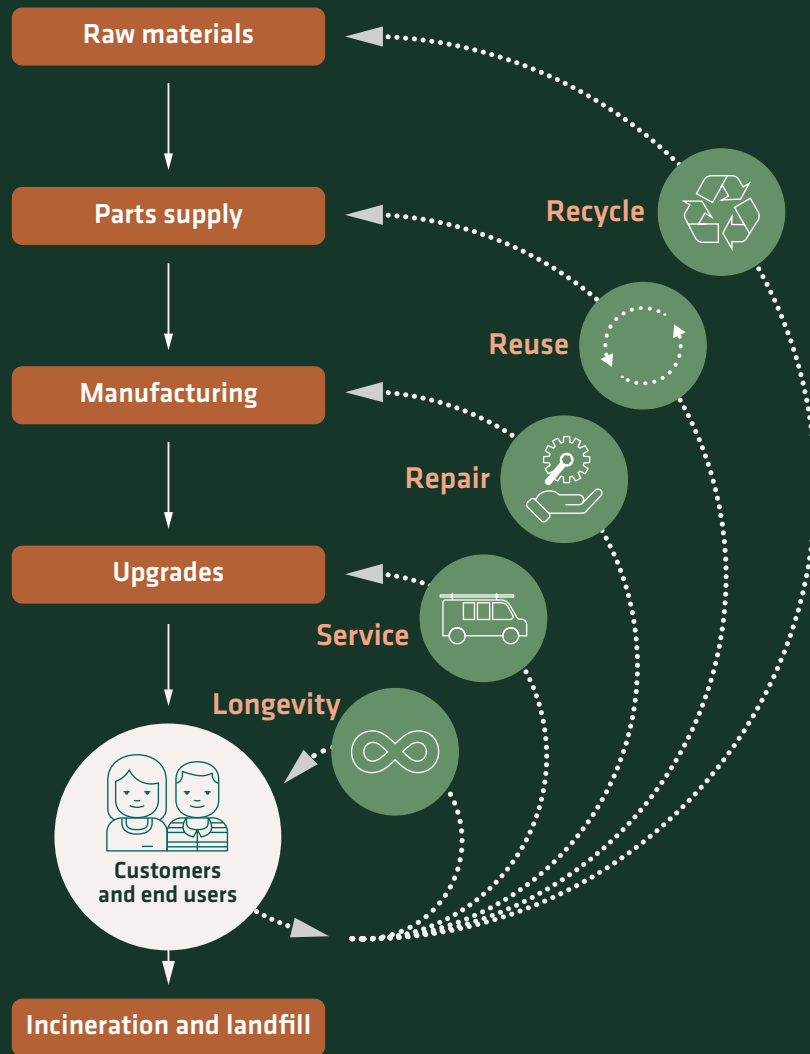 Raw materials
Recycle
Parts supply
Reuse
Manufacturing
Repair
Upgrades
Service
Longevity
Customers
and end users
Incineration and landfill